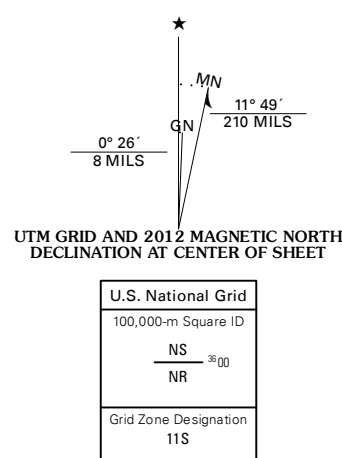 ★
MN
11° 49´
210 MILS
GN
0° 26´
8 MILS
UTM GRID AND 2012 MAGNETIC NORTH
DECLINATION AT CENTER OF SHEET
U.S. National Grid
100,000-m Square ID
NS
3600
NR
Grid Zone Designation
11S